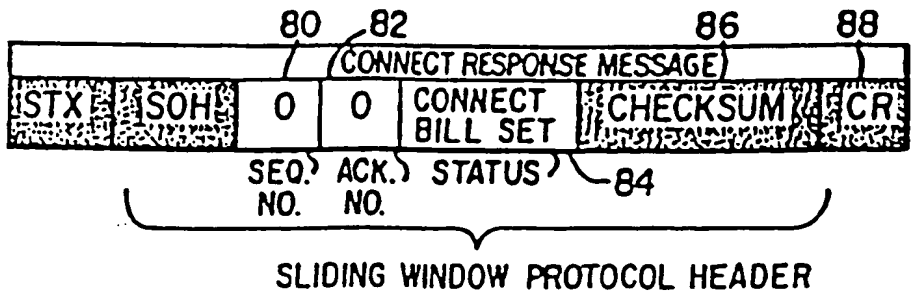 80 82 86 88
CONNECT RESPONSE MESSAGE
STX SOH 0 0 CONNECT BILL SET CHECKSUM CR
SEQ. NO. ACK. NO. STATUS 84
SLIDING WINDOW PROTOCOL HEADER